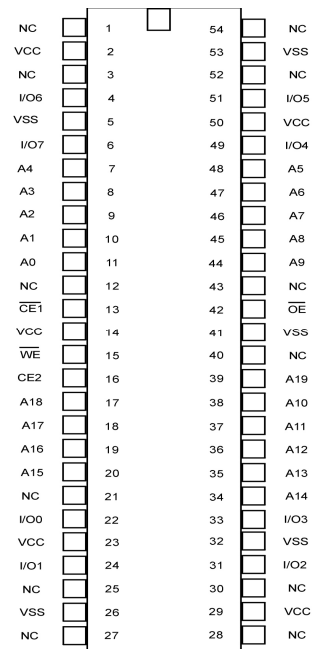 NC 1 54 NC
VCC 2 53 VSS
NC 3 52 NC
I/O6 4 51 I/O5
VSS 5 50 VCC
I/O7 6 49 I/O4
A4 7 48 A5
A3 8 47 A6
A2 9 46 A7
A1 10 45 A8
A0 11 44 A9
NC 12 43 NC
C̅E̅1̅ 13 42 O̅E̅
VCC 14 41 VSS
W̅E̅ 15 40 NC
CE2 16 39 A19
A18 17 38 A10
A17 18 37 A11
A16 19 36 A12
A15 20 35 A13
NC 21 34 A14
I/O0 22 33 I/O3
VCC 23 32 VSS
I/O1 24 31 I/O2
NC 25 30 NC
VSS 26 29 VCC
NC 27 28 NC